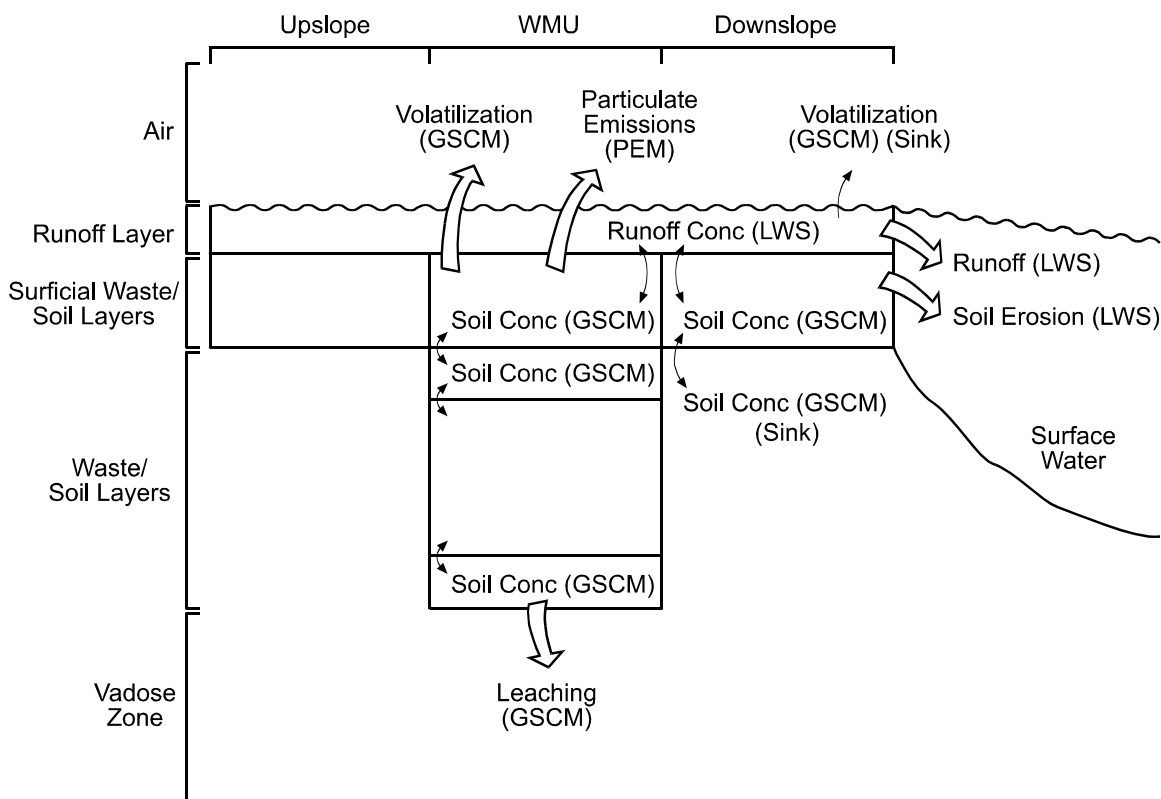 Upslope
WMU
Downslope
Air
Volatilization
(GSCM)
Particulate
Emissions
(PEM)
Volatilization
(GSCM) (Sink)
Runoff Layer
Runoff Conc (LWS)
Runoff (LWS)
Surficial Waste/
Soil Layers
Soil Conc (GSCM)
Soil Conc (GSCM)
Soil Erosion (LWS)
Soil Conc (GSCM)
Soil Conc (GSCM)
(Sink)
Waste/
Soil Layers
Surface
Water
Soil Conc (GSCM)
Vadose
Zone
Leaching
(GSCM)